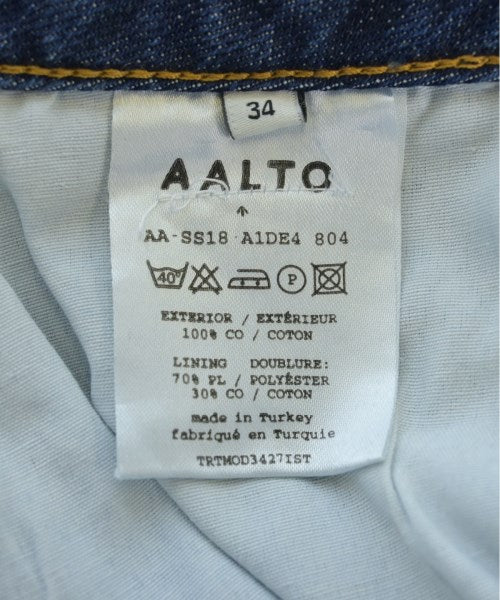 34
AALTO
AA-SS18 A1DE4 804
40°
P
EXTERIOR / EXTÉRIEUR
100% CO / COTON
LINING DOUBLURE:
70% PL / POLYÉSTER
30% CO / COTON
made in Turkey
fabriqué en Turquie
TRTMOD3427IST